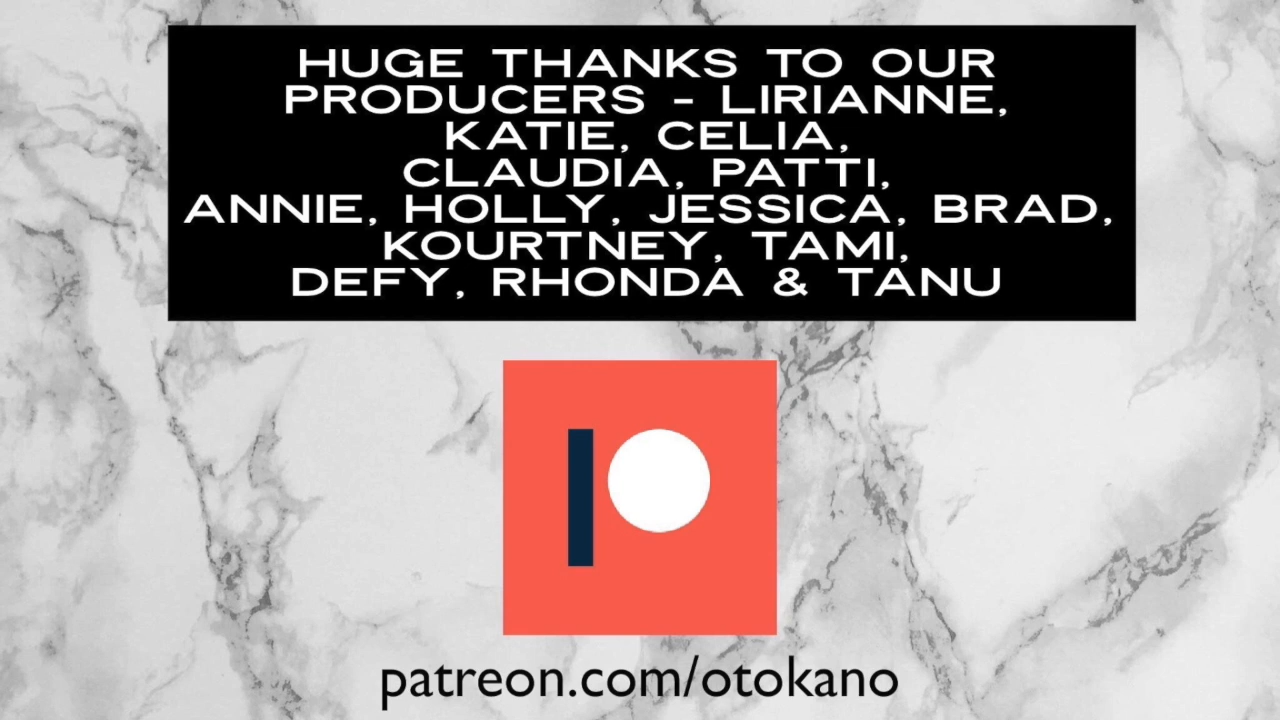 HUGE THANKS TO OUR
PRODUCERS - LIRIANNE,
KATIE, CELIA,
CLAUDIA, PATTI,
ANNIE, HOLLY, JESSICA, BRAD,
KOURTNEY, TAMI,
DEFY, RHONDA & TANU
patreon.com/otokano